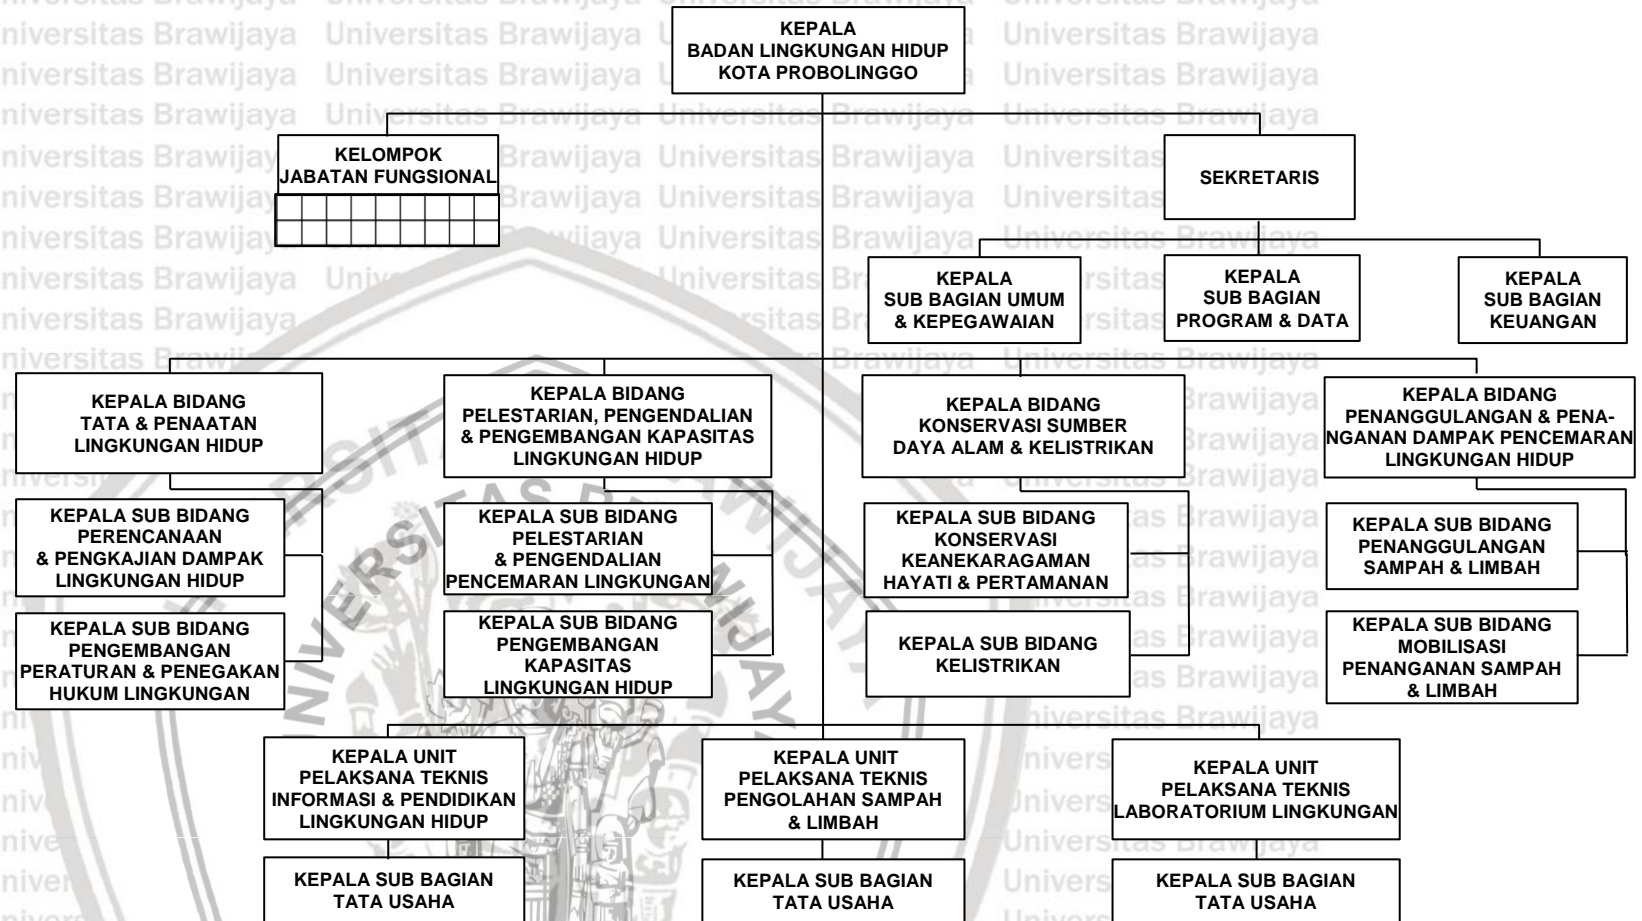 KEPALA
BADAN LINGKUNGAN HIDUP
KOTA PROBOLINGGO
KELOMPOK
JABATAN FUNGSIONAL
SEKRETARIS
KEPALA
SUB BAGIAN UMUM
& KEPEGAWAIAN
KEPALA
SUB BAGIAN
PROGRAM & DATA
KEPALA
SUB BAGIAN
KEUANGAN
KEPALA BIDANG
TATA & PENAATAN
LINGKUNGAN HIDUP
KEPALA BIDANG
PELESTARIAN, PENGENDALIAN
& PENGEMBANGAN KAPASITAS
LINGKUNGAN HIDUP
KEPALA BIDANG
KONSERVASI SUMBER
DAYA ALAM & KELISTRIKAN
KEPALA BIDANG
PENANGGULANGAN & PENA-
NGANAN DAMPAK PENCEMARAN
LINGKUNGAN HIDUP
KEPALA SUB BIDANG
PERENCANAAN
& PENGKAJIAN DAMPAK
LINGKUNGAN HIDUP
KEPALA SUB BIDANG
PELESTARIAN
& PENGENDALIAN
PENCEMARAN LINGKUNGAN
KEPALA SUB BIDANG
KONSERVASI
KEANEKARAGAMAN
HAYATI & PERTAMANAN
KEPALA SUB BIDANG
PENANGGULANGAN
SAMPAH & LIMBAH
KEPALA SUB BIDANG
PENGEMBANGAN
PERATURAN & PENEGAKAN
HUKUM LINGKUNGAN
KEPALA SUB BIDANG
PENGEMBANGAN
KAPASITAS
LINGKUNGAN HIDUP
KEPALA SUB BIDANG
KELISTRIKAN
KEPALA SUB BIDANG
MOBILISASI
PENANGANAN SAMPAH
& LIMBAH
KEPALA UNIT
PELAKSANA TEKNIS
INFORMASI & PENDIDIKAN
LINGKUNGAN HIDUP
KEPALA UNIT
PELAKSANA TEKNIS
PENGOLAHAN SAMPAH
& LIMBAH
KEPALA UNIT
PELAKSANA TEKNIS
LABORATORIUM LINGKUNGAN
KEPALA SUB BAGIAN
TATA USAHA
KEPALA SUB BAGIAN
TATA USAHA
KEPALA SUB BAGIAN
TATA USAHA